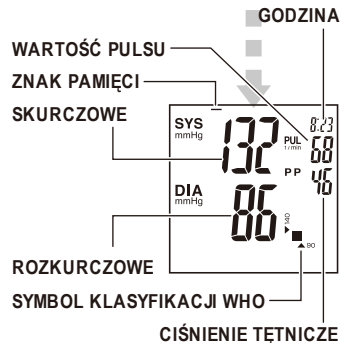 GODZINA
WARTOŚĆ PULSU
ZNAK PAMIĘCI
SKURCZOWE
SYS
mmHg
132
8:23
PUL
1/min
68
PP
46
DIA
mmHg
86
140
90
ROZKURCZOWE
SYMBOL KLASYFIKACJI WHO
CIŚNIENIE TĘTNICZE